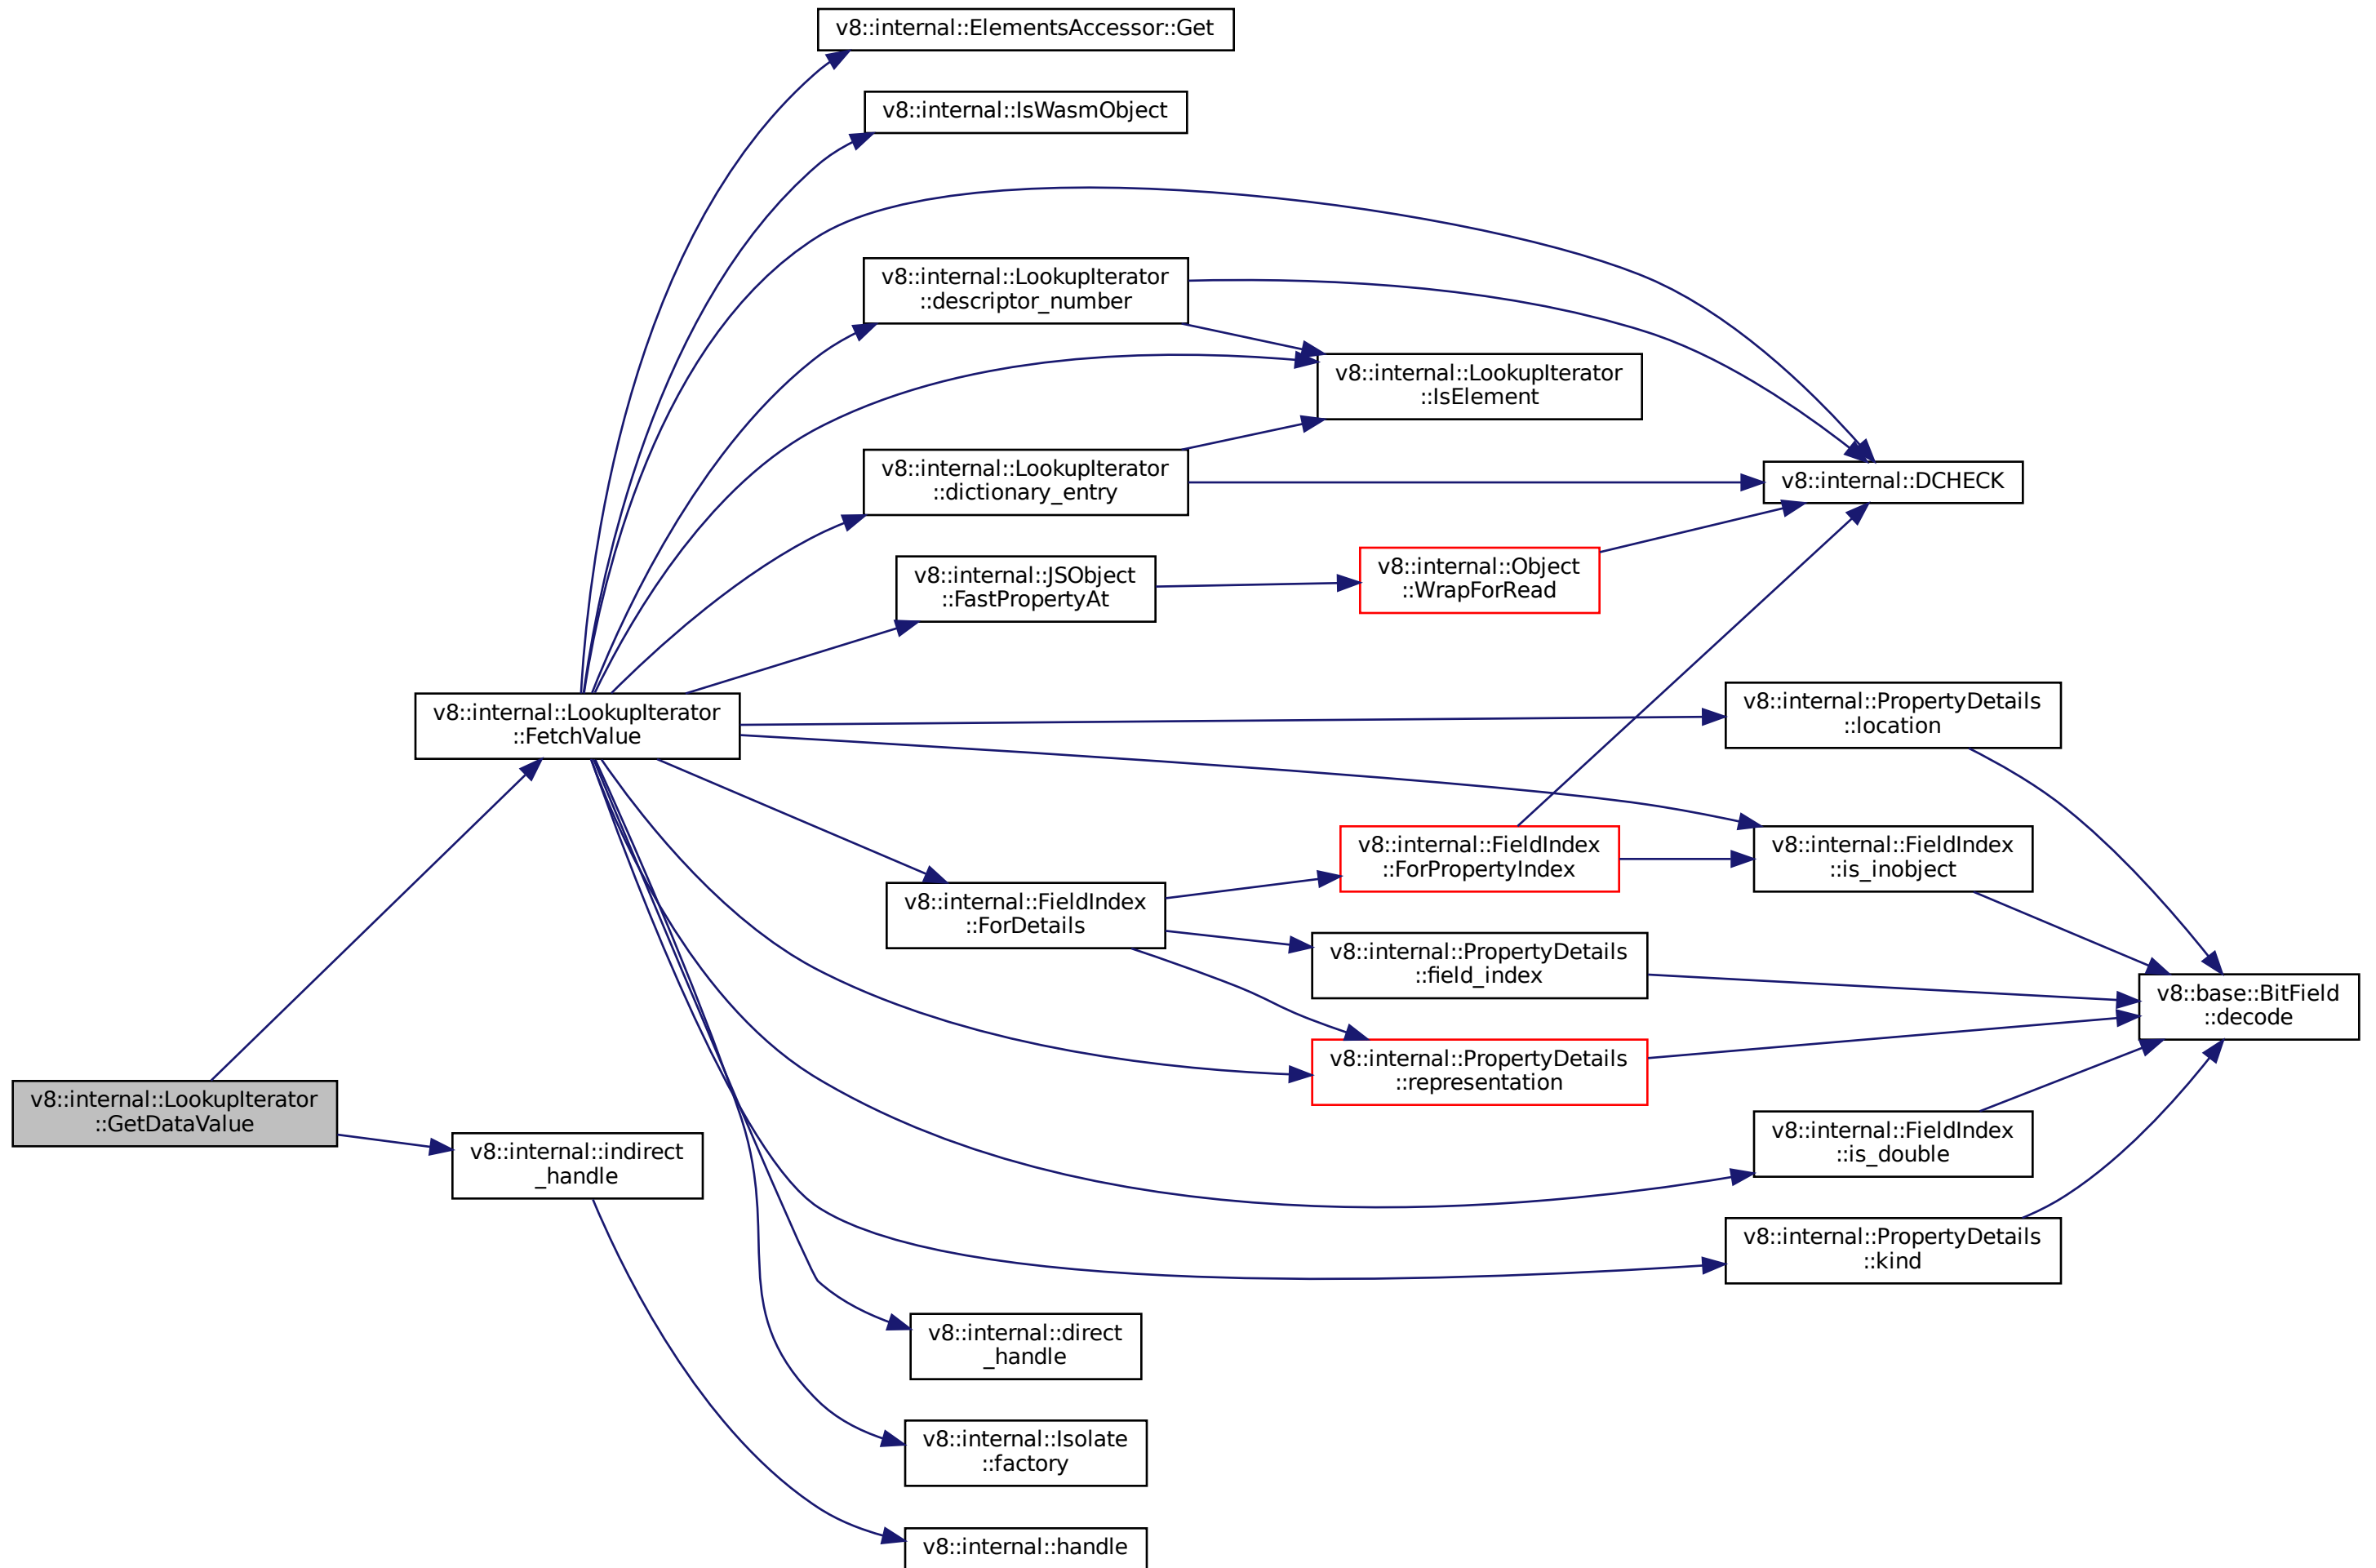 v8::internal::ElementsAccessor::Get
v8::internal::IsWasmObject
v8::internal::LookupIterator
::descriptor_number
v8::internal::LookupIterator
::IsElement
v8::internal::LookupIterator
::dictionary_entry
v8::internal::DCHECK
v8::internal::JSObject
::FastPropertyAt
v8::internal::Object
::WrapForRead
v8::internal::LookupIterator
::FetchValue
v8::internal::PropertyDetails
::location
v8::internal::FieldIndex
::ForPropertyIndex
v8::internal::FieldIndex
::is_inobject
v8::internal::FieldIndex
::ForDetails
v8::internal::PropertyDetails
::field_index
v8::base::BitField
::decode
v8::internal::PropertyDetails
::representation
v8::internal::LookupIterator
::GetDataValue
v8::internal::indirect
_handle
v8::internal::FieldIndex
::is_double
v8::internal::PropertyDetails
::kind
v8::internal::direct
_handle
v8::internal::Isolate
::factory
v8::internal::handle